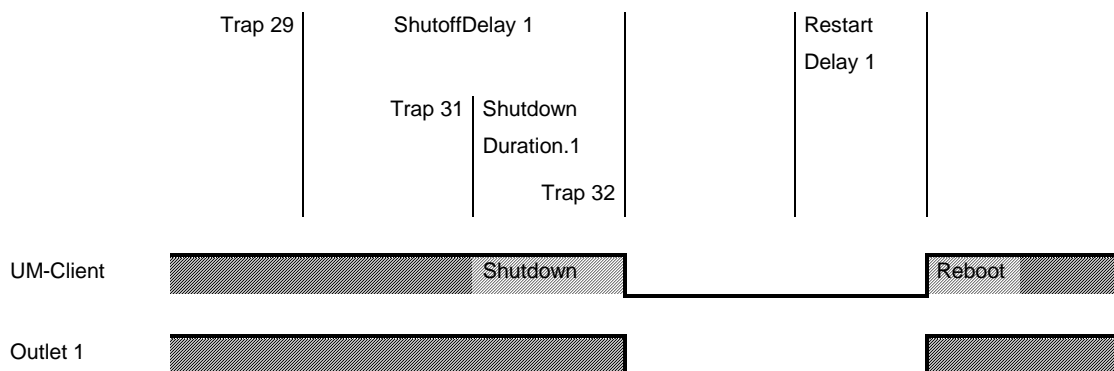 Trap 29
ShutoffDelay 1
Restart
Delay 1
Trap 31
Shutdown
Duration.1
Trap 32
UM-Client
Shutdown
Reboot
Outlet 1